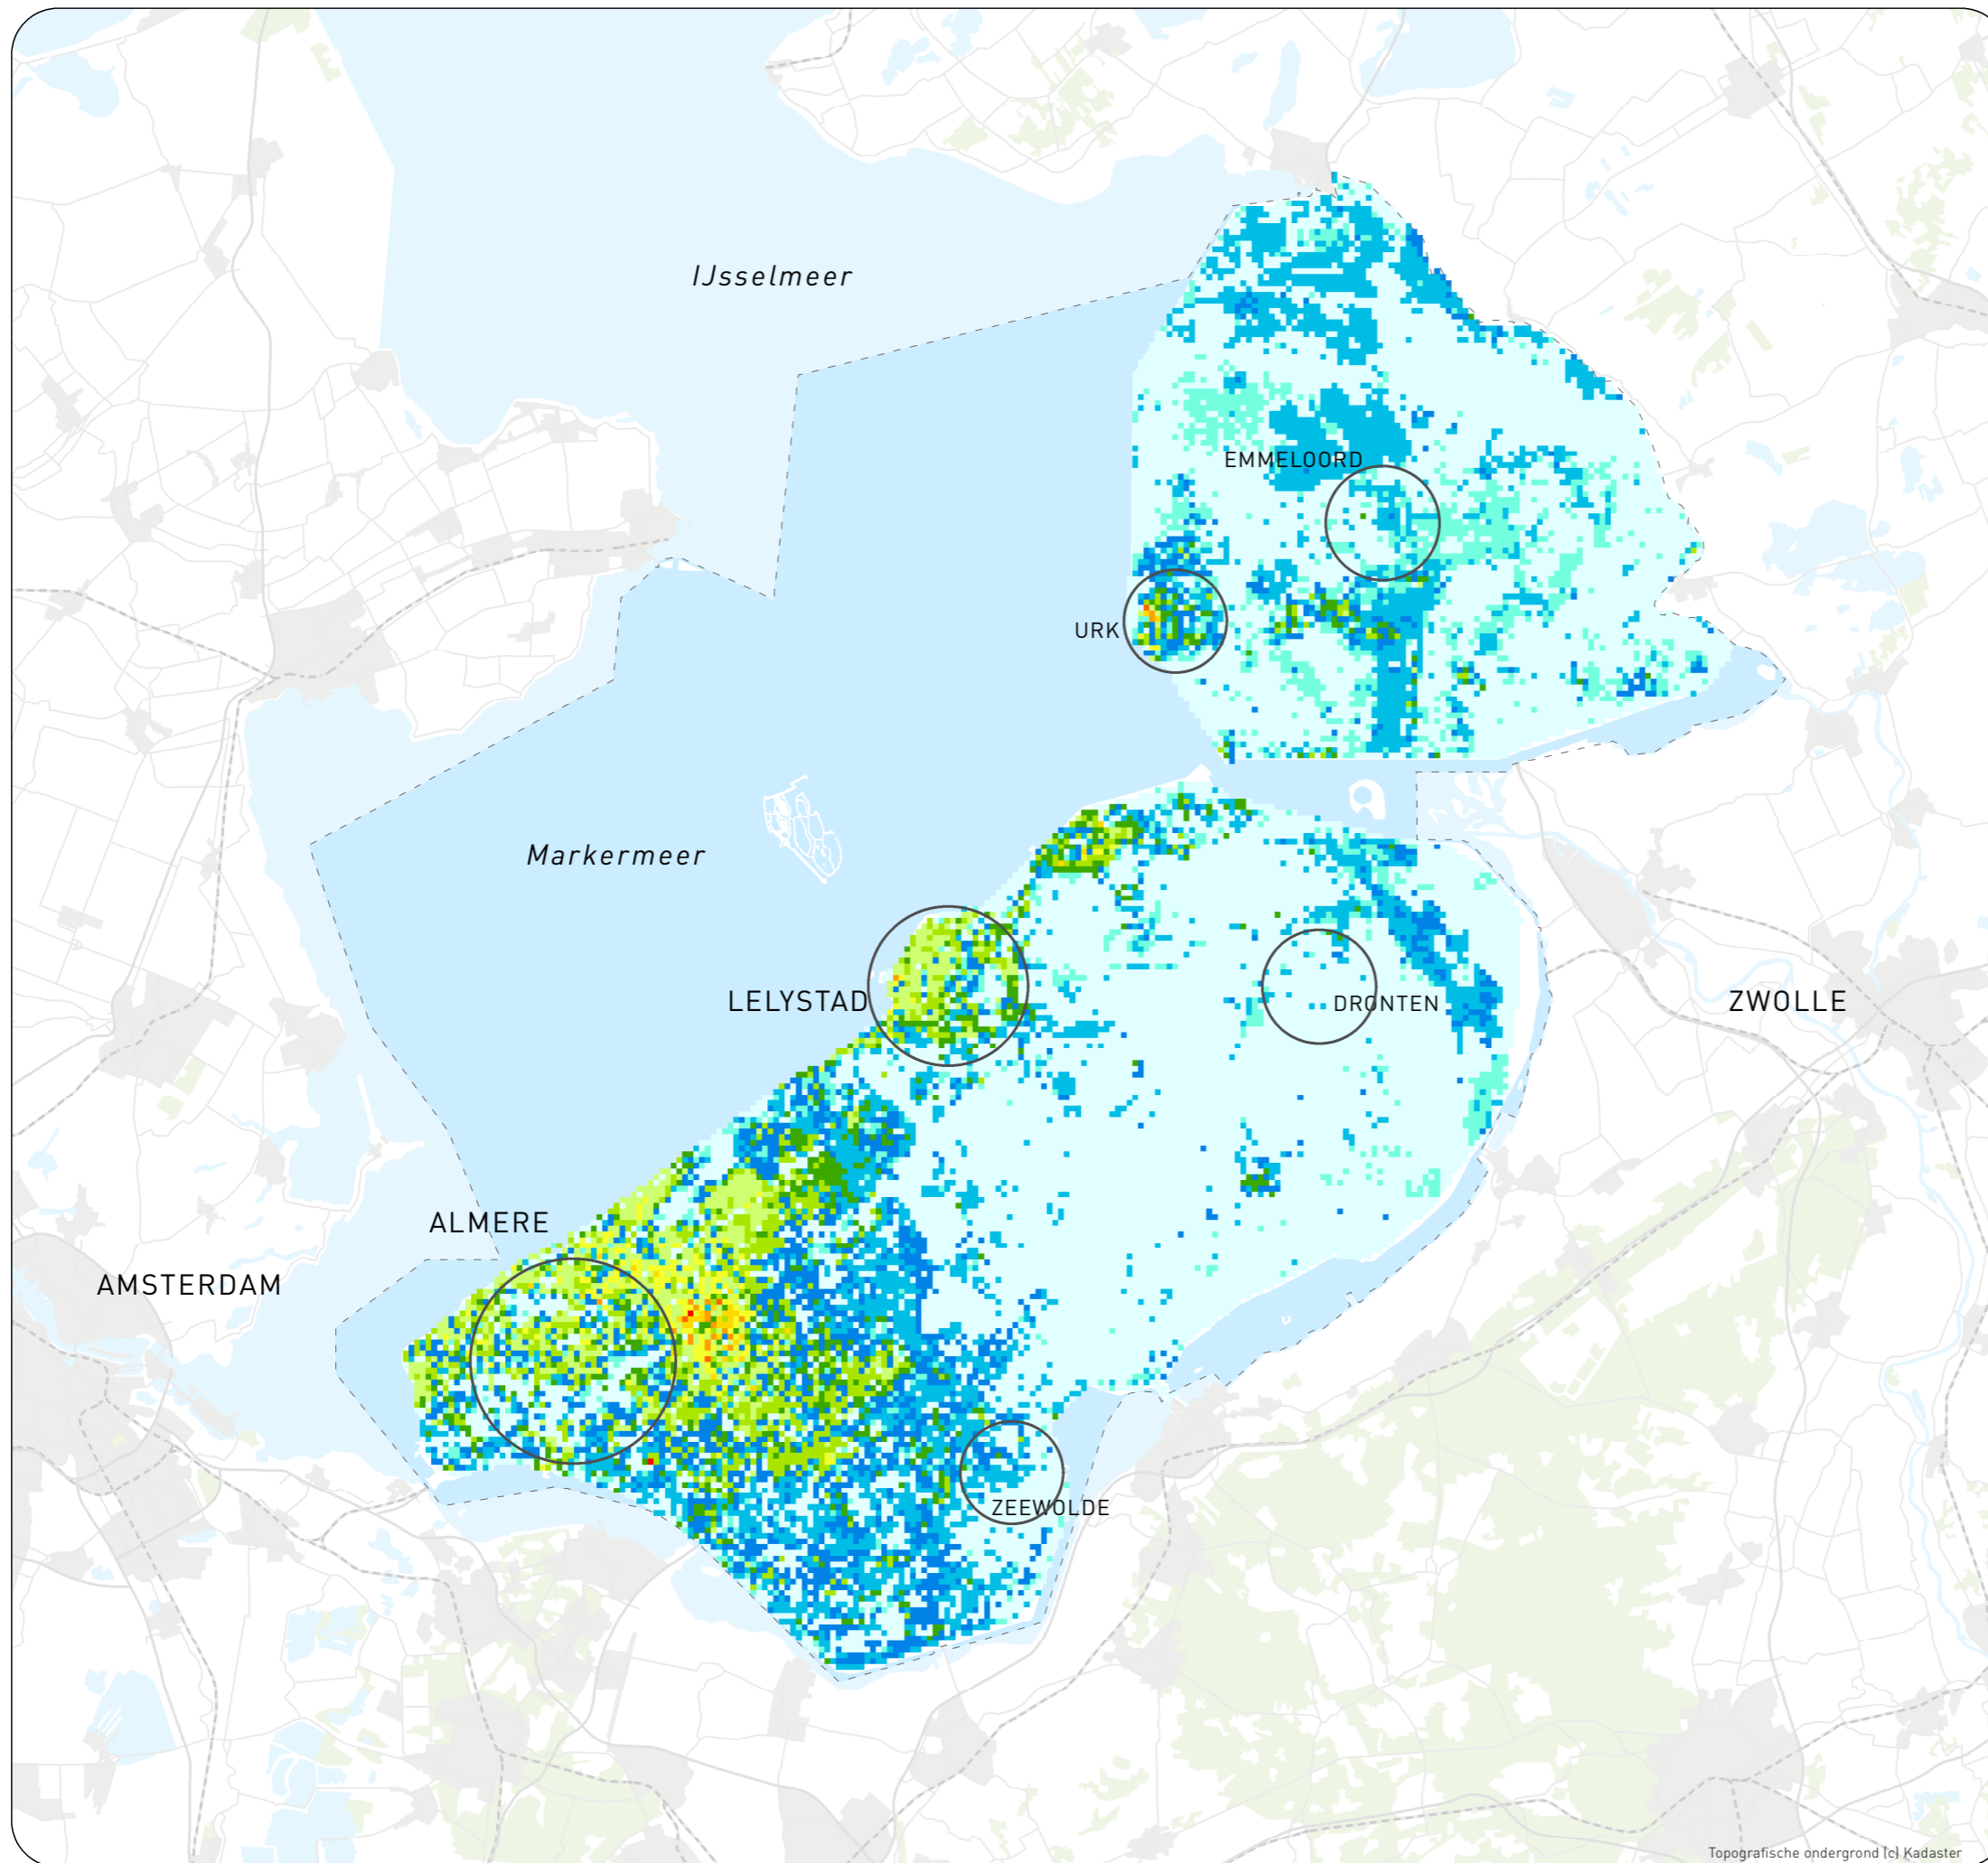 IJsselmeer
EMMELOORD
URK
Markermeer
LELYSTAD
DRONTEN
ZWOLLE
ALMERE
AMSTERDAM
ZEEWOLDE
Topografische ondergrond (c) Kadaster